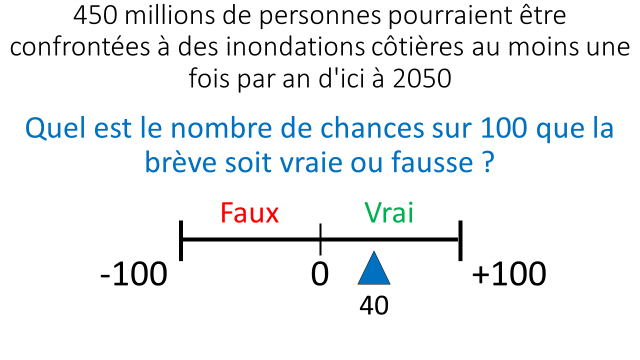 450 millions de personnes pourraient être
confrontées à des inondations côtières au moins une
fois par an d'ici à 2050
Quel est le nombre de chances sur 100 que la
brève soit vraie ou fausse ?
Faux Vrai
-100 0 +100
40